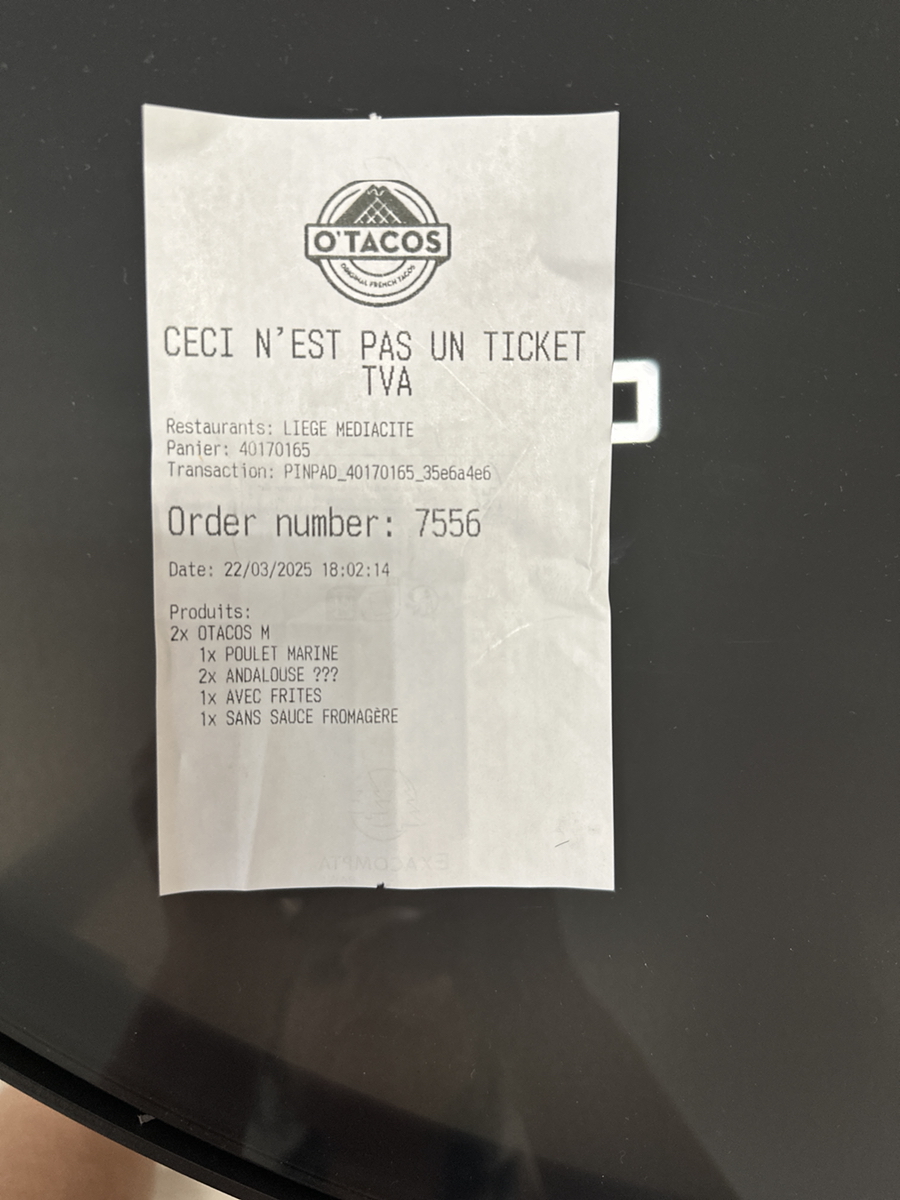 O'TACOS
ORIGINAL FRENCH TACOS
CECI N'EST PAS UN TICKET
TVA
Restaurants: LIEGE MEDIACITE
Panier: 40170165
Transaction: PINPAD_40170165_35e6a4e6
Order number: 7556
Date: 22/03/2025 18:02:14
Produits:
2x OTACOS M
1x POULET MARINE
2x ANDALOUSE ???
1x AVEC FRITES
1x SANS SAUCE FROMAGÈRE
EXACOMPTA